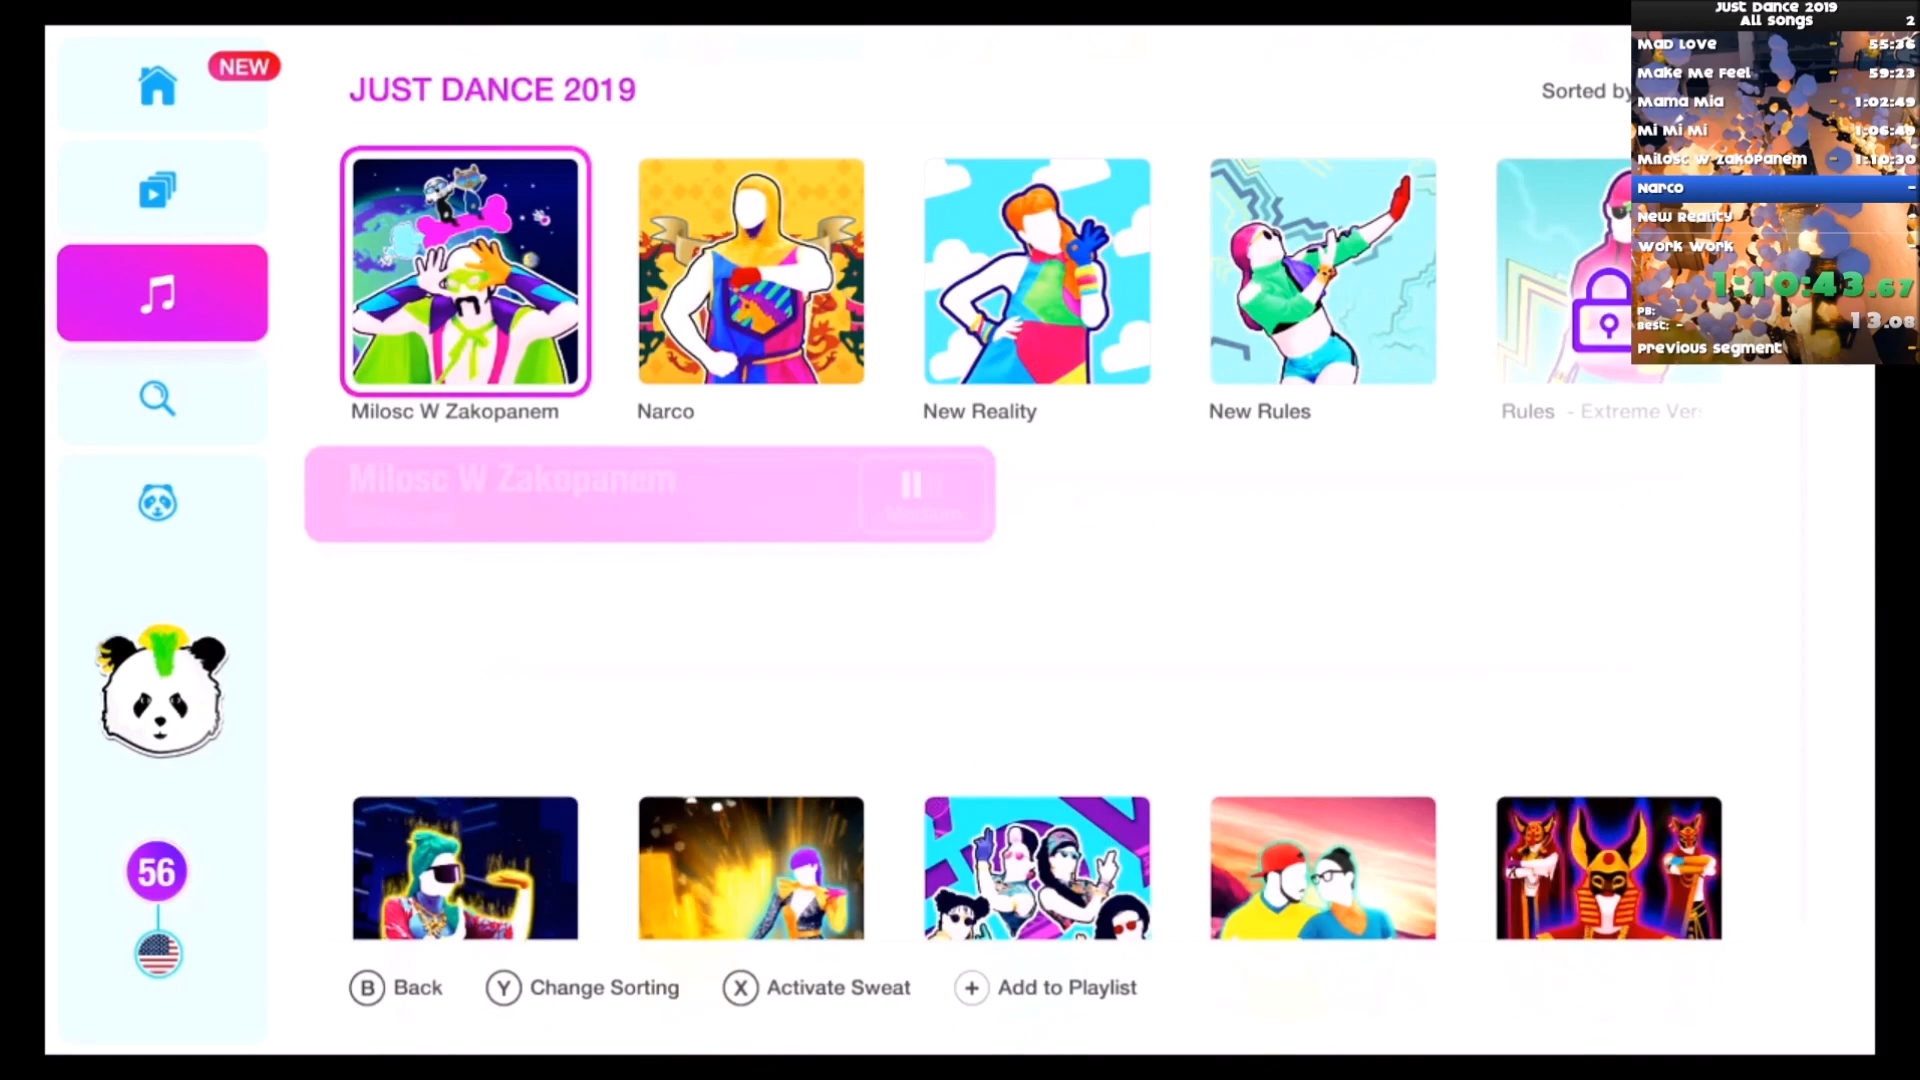 NEW
JUST DANCE 2019
Sorted by
Milosc W Zakopanem
Narco
New Reality
New Rules
Rules - Extreme Ver
Milosc W Zakopanem
Medium
56
B Back
Y Change Sorting
X Activate Sweat
+ Add to Playlist
Just Dance 2019
All songs
2
Mad Love - 55:36
Make Me Feel - 59:23
Mama Mia - 1:02:49
Mi Mi Mi
Milosc W Zakopanem - 1:10:30
Narco -
New Reality
Work Work
1:10:43.67
PB: -
Best: -
13.08
Previous segment -